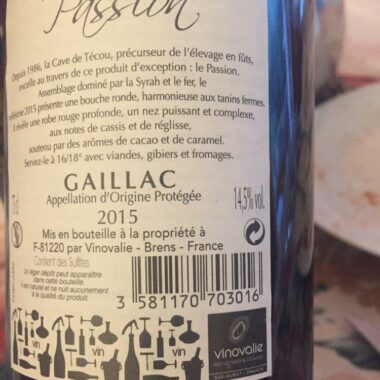 Passion
Depuis 1986, la Cave de Técou, précurseur de l'élevage en fûts,
excelle au travers de ce produit d'exception : le Passion.
Assemblage dominé par la Syrah et le fer, le
millésime 2015 présente une bouche ronde, harmonieuse aux tanins fermes.
Il révèle une robe rouge profonde, un nez puissant et complexe,
aux notes de cassis et de réglisse,
soutenu par des arômes de cacao et de caramel.
Servez-le à 16/18° avec viandes, gibiers et fromages.
GAILLAC
Appellation d'Origine Protégée
14,5% vol.
2015
Mis en bouteille à la propriété à
F-81220 par Vinovalie - Brens - France
Contient des Sulfites
Un léger dépôt peut apparaître
dans cette bouteille.
Il est naturel et ne nuit aucunement
à la qualité du produit
3 581170 703016
vin
vin
vin
vinovalie